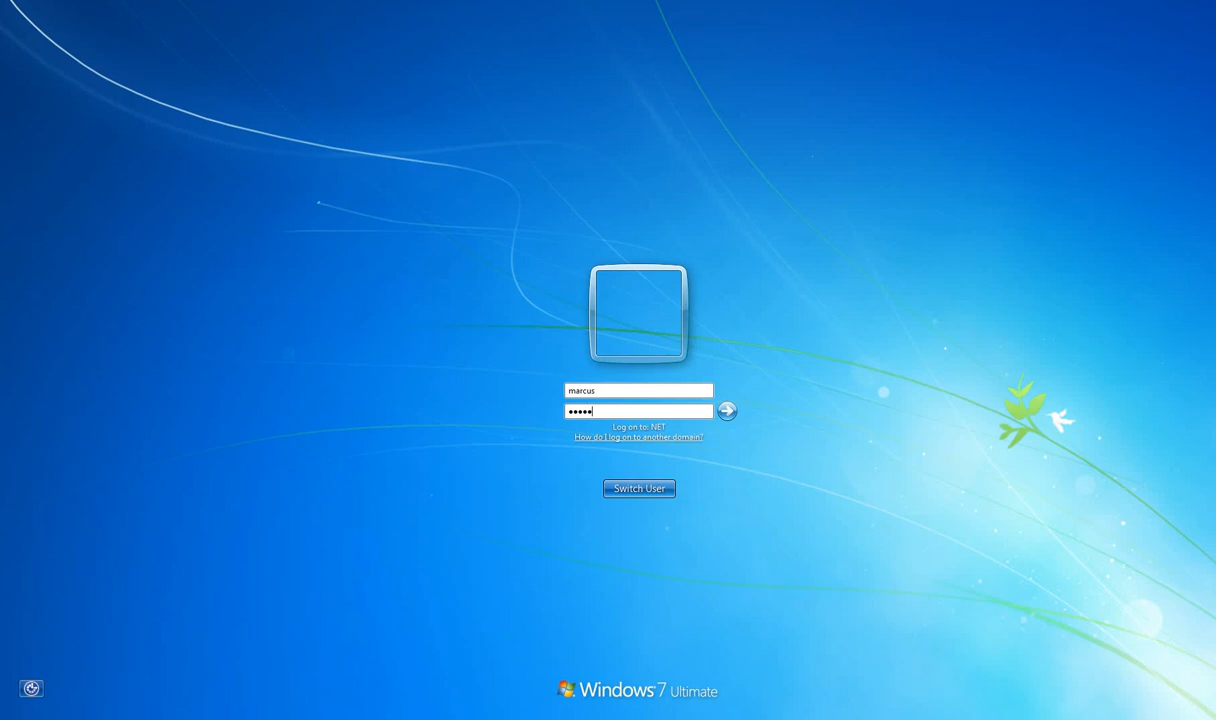 marcus
●●●●●
Log on to: NET
How do I log on to another domain?
Switch User
Windows 7 Ultimate